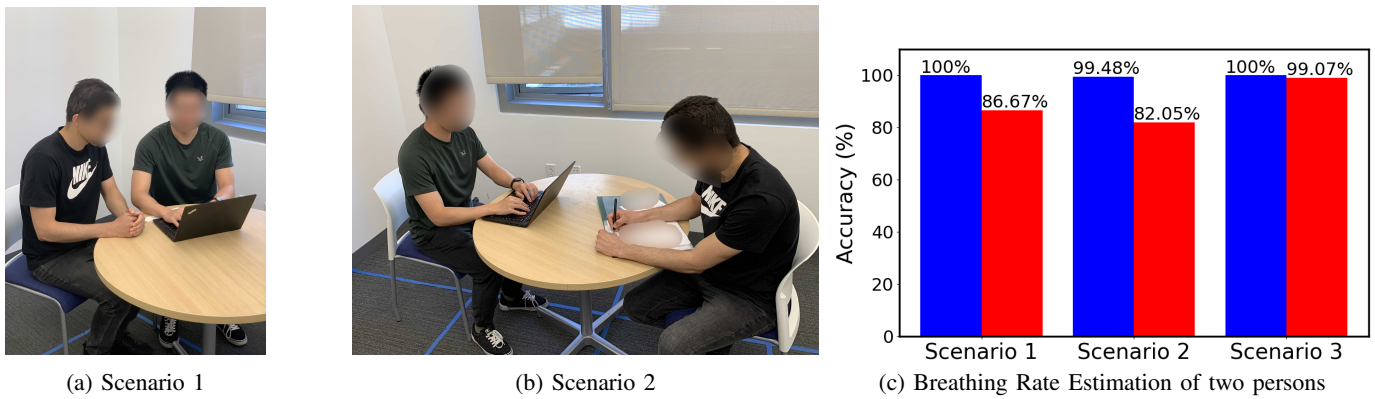 NIKE
NIKE
100%
99.48%
100%
99.07%
86.67%
82.05%
Accuracy (%)
100
80
60
40
20
0
Scenario 1
Scenario 2
Scenario 3
(a) Scenario 1
(b) Scenario 2
(c) Breathing Rate Estimation of two persons